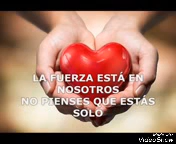 LA FUERZA ESTÁ EN
NOSOTROS
NO PIENSES QUE ESTÁS
SOLO